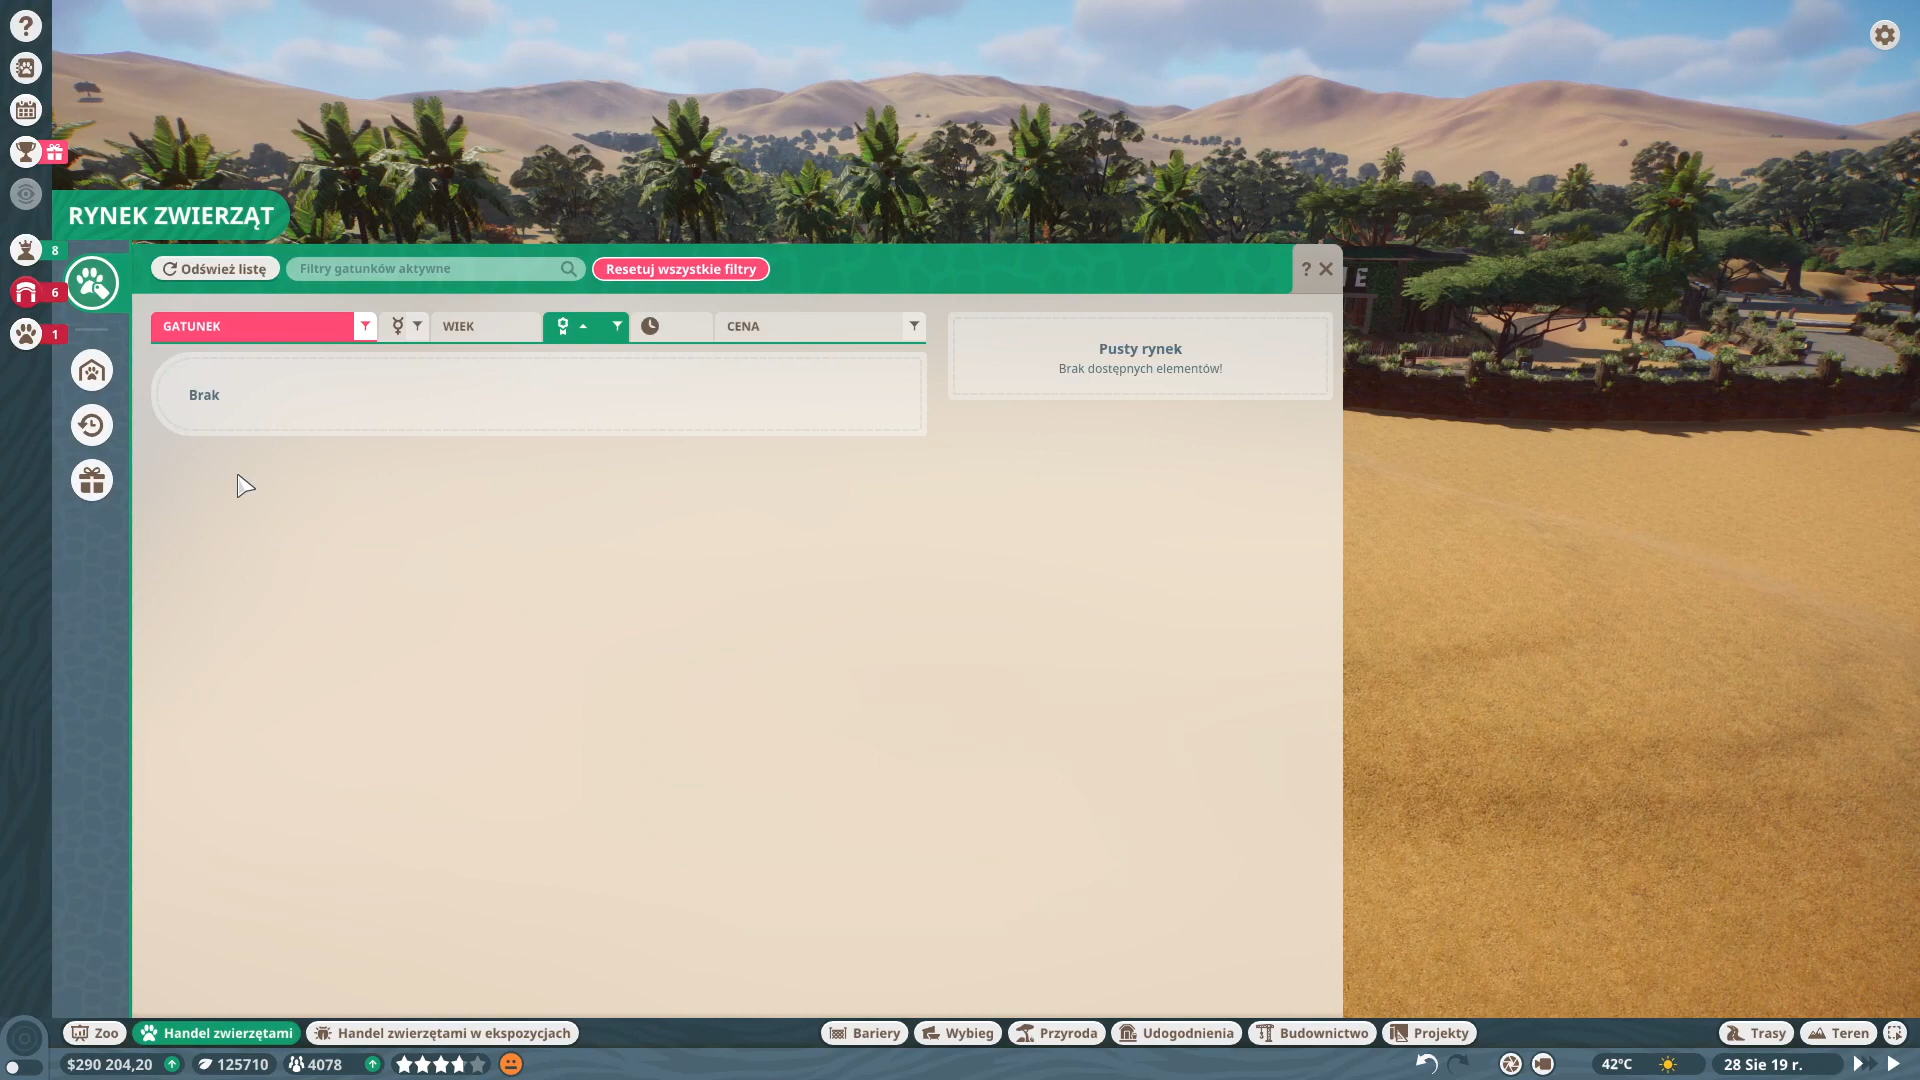 RYNEK ZWIERZĄT
8
6
1
Odśwież listę
Filtry gatunków aktywne
Resetuj wszystkie filtry
?
GATUNEK
WIEK
CENA
Brak
Pusty rynek
Brak dostępnych elementów!
Zoo
Handel zwierzętami
Handel zwierzętami w ekspozycjach
Bariery
Wybieg
Przyroda
Udogodnienia
Budownictwo
Projekty
Trasy
Teren
$290 204,20
125710
4078
42°C
28 Sie 19 r.